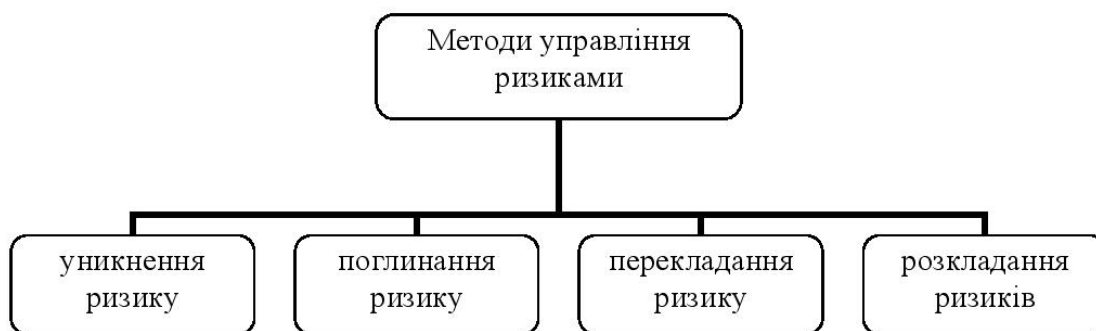 Методи управління
ризиками
уникнення
ризику
поглинання
ризику
перекладання
ризику
розкладання
ризиків